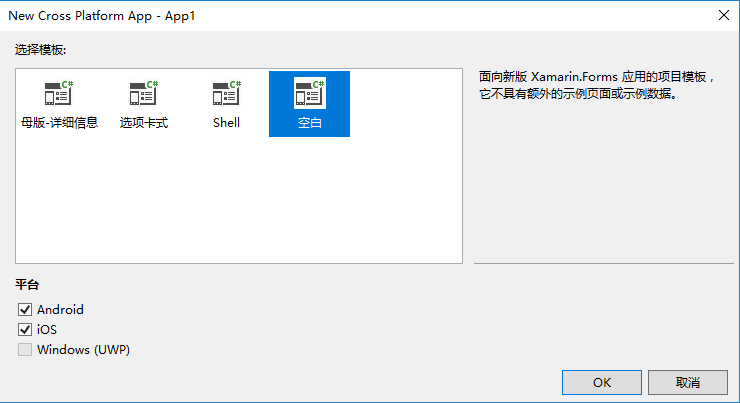 New Cross Platform App - App1
选择模板:
C# C# C# C#
母版-详细信息 选项卡式 Shell 空白
面向新版 Xamarin.Forms 应用的项目模板，
它不具有额外的示例页面或示例数据。
平台
Android
iOS
Windows (UWP)
OK 取消